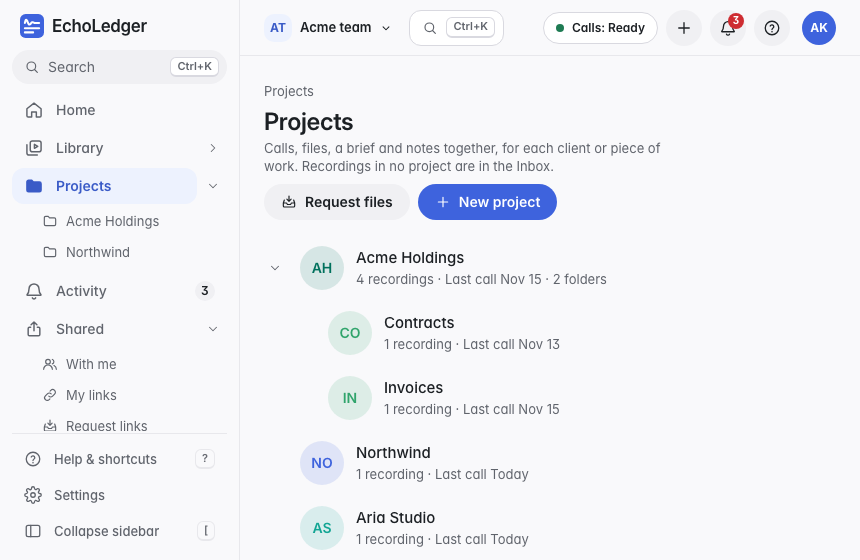 EchoLedger
Search Ctrl+K
Home
Library
Projects
Acme Holdings
Northwind
Activity 3
Shared
With me
My links
Request links
Help & shortcuts ?
Settings
Collapse sidebar [
AT Acme team Ctrl+K Calls: Ready 3 AK
Projects
Projects
Calls, files, a brief and notes together, for each client or piece of
work. Recordings in no project are in the Inbox.
Request files New project
AH Acme Holdings
4 recordings · Last call Nov 15 · 2 folders
CO Contracts
1 recording · Last call Nov 13
IN Invoices
1 recording · Last call Nov 15
NO Northwind
1 recording · Last call Today
AS Aria Studio
1 recording · Last call Today